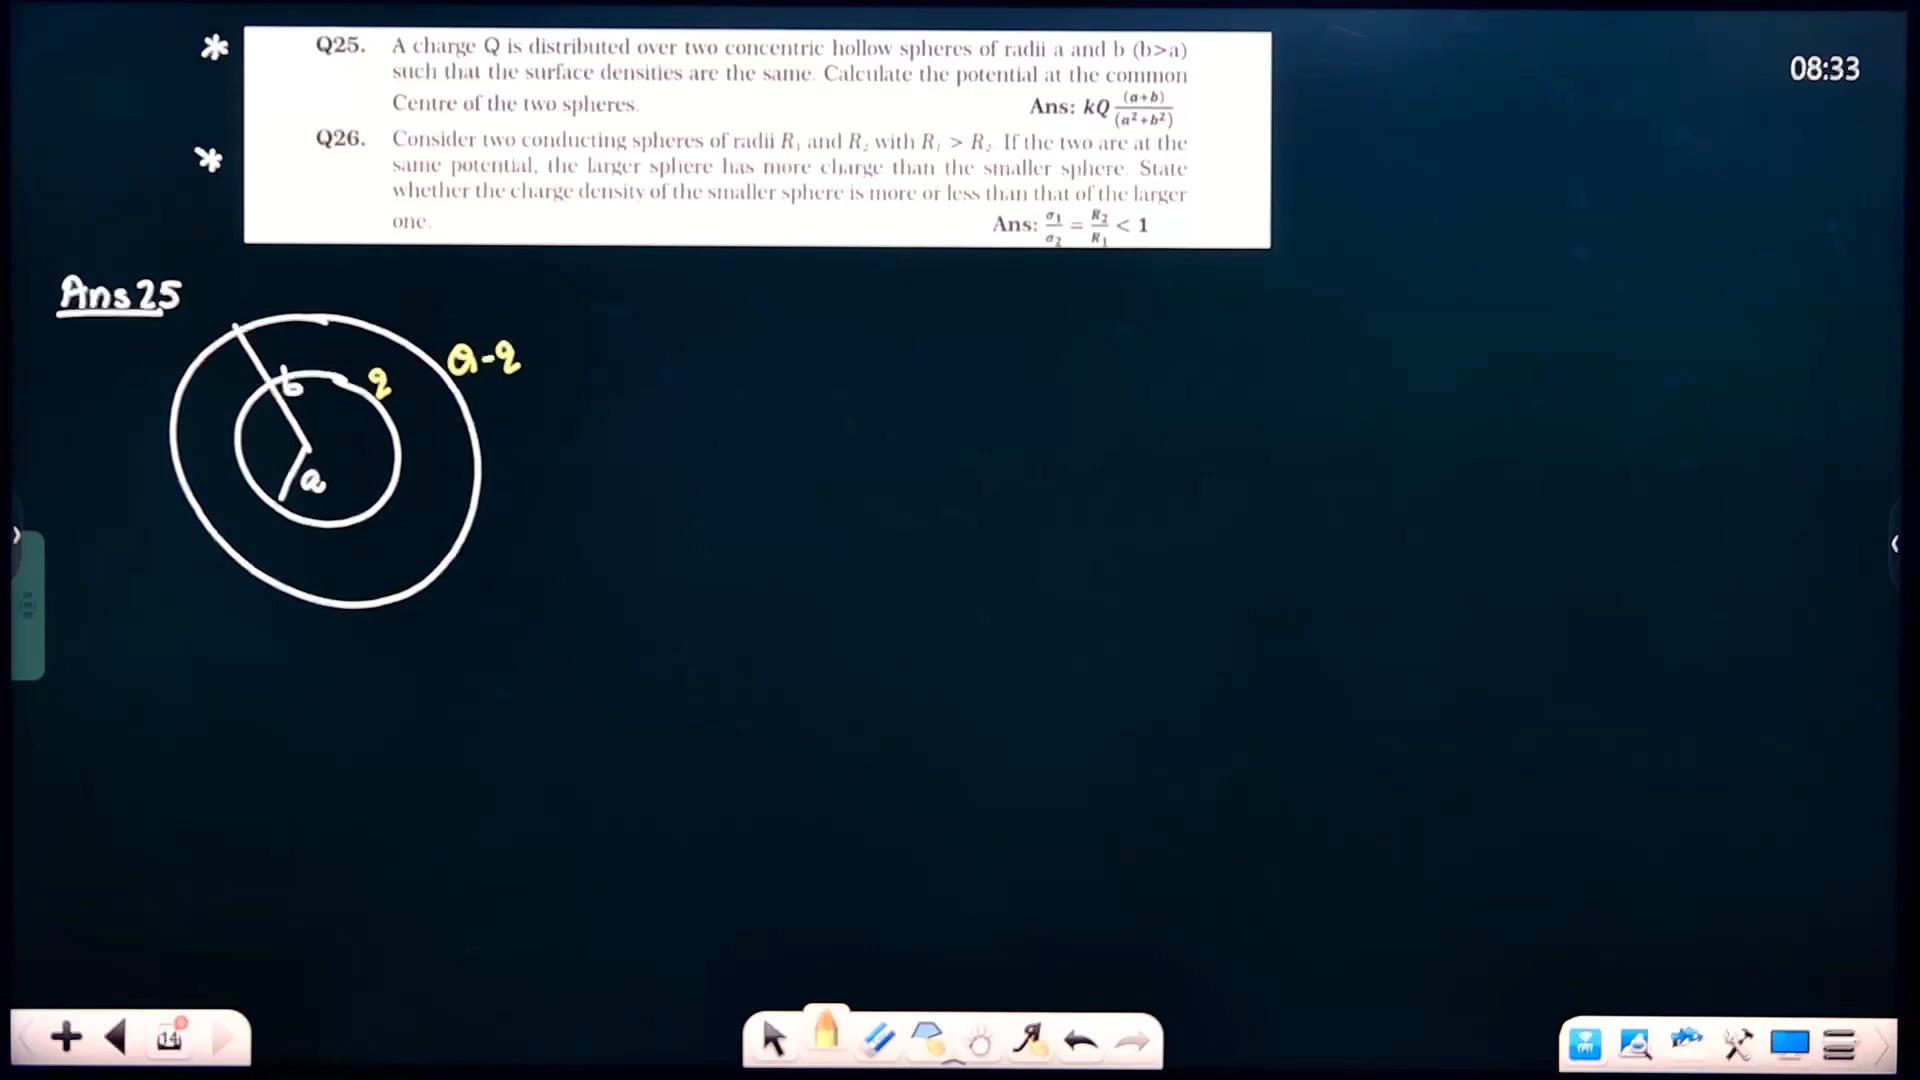 * Q25. A charge Q is distributed over two concentric hollow spheres of radii a and b (b>a)
such that the surface densities are the same. Calculate the potential at the common
Centre of the two spheres. Ans: kQ (a+b)/(a²+b²)
* Q26. Consider two conducting spheres of radii R₁ and R₂ with R₁ > R₂. If the two are at the
same potential, the larger sphere has more charge than the smaller sphere. State
whether the charge density of the smaller sphere is more or less than that of the larger
one. Ans: σ₁/σ₂ = R₂/R₁ < 1
08:33
Ans 25
Q-q
b
q
a
14